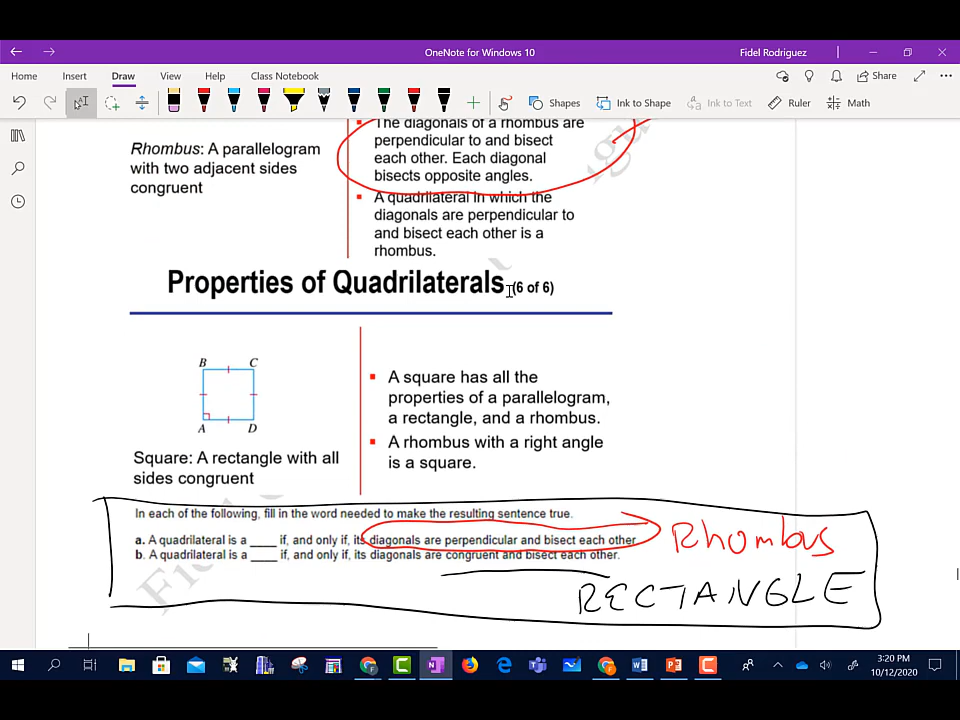 OneNote for Windows 10
Fidel Rodriguez
Home Insert Draw View Help Class Notebook
Share
Shapes Ink to Shape Ink to Text Ruler Math
Rhombus: A parallelogram
with two adjacent sides
congruent
The diagonals of a rhombus are
perpendicular to and bisect
each other. Each diagonal
bisects opposite angles.
A quadrilateral in which the
diagonals are perpendicular to
and bisect each other is a
rhombus.
Properties of Quadrilaterals (6 of 6)
B C
A D
Square: A rectangle with all
sides congruent
A square has all the
properties of a parallelogram,
a rectangle, and a rhombus.
A rhombus with a right angle
is a square.
In each of the following, fill in the word needed to make the resulting sentence true.
a. A quadrilateral is a ____ if, and only if, its diagonals are perpendicular and bisect each other.
Rhombus
b. A quadrilateral is a ____ if, and only if, its diagonals are congruent and bisect each other.
RECTANGLE
3:20 PM
10/12/2020